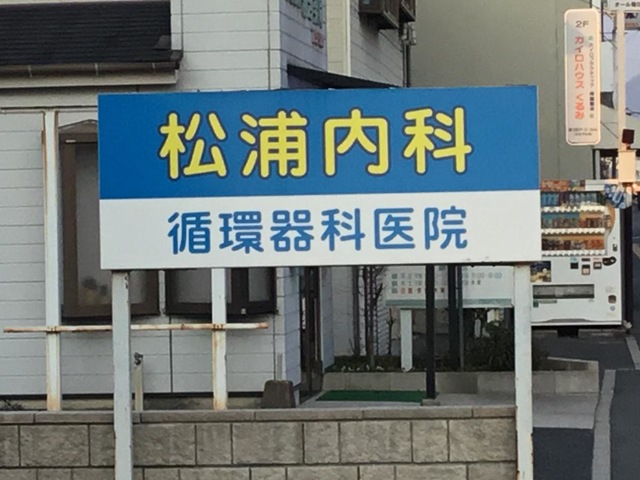 松浦内科
循環器科医院
2F
カイロハウスくるみ